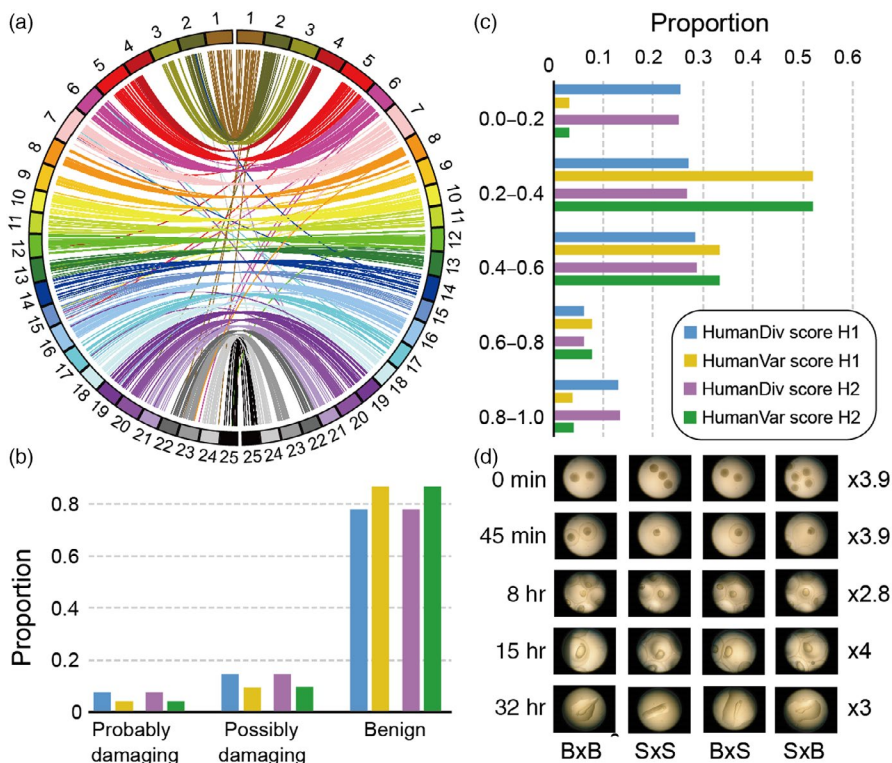 (a)
1 1
2 2
3 3
4 4
5 5
6 6
7 7
8 8
9 9
10 10
11 11
12 12
13 13
14 14
15 15
16 16
17 17
18 18
19 19
20 20
21 21
22 22
23 23
24 24
25 25
(b)
Proportion
0.8
0.6
0.4
0.2
0
Probably
damaging
Possibly
damaging
Benign
(c)
Proportion
0 0.1 0.2 0.3 0.4 0.5 0.6
0.0–0.2
0.2–0.4
0.4–0.6
0.6–0.8
0.8–1.0
HumanDiv score H1
HumanVar score H1
HumanDiv score H2
HumanVar score H2
(d)
0 min x3.9
45 min x3.9
8 hr x2.8
15 hr x4
32 hr x3
BxB SxS BxS SxB